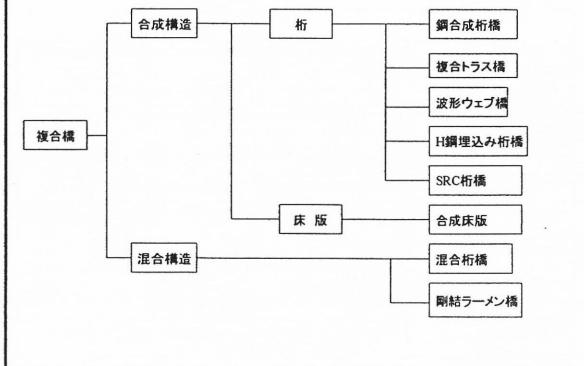 合成構造
桁
鋼合成桁橋
複合トラス橋
波形ウェブ橋
複合橋
H鋼埋込み桁橋
SRC桁橋
床 版
合成床版
混合構造
混合桁橋
剛結ラーメン橋